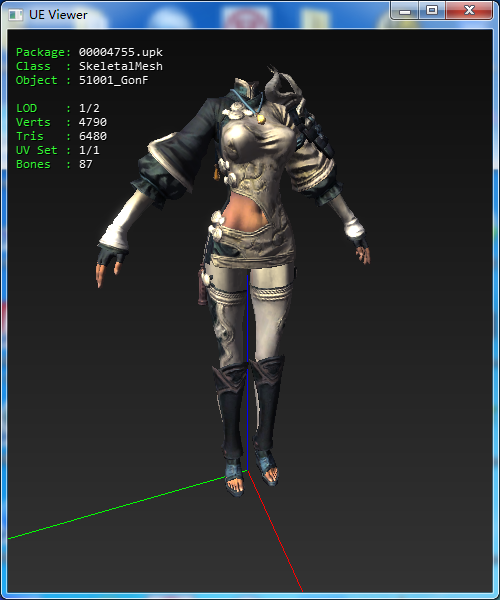 UE Viewer
Package: 00004755.upk
Class : SkeletalMesh
Object : 51001_GonF
LOD : 1/2
Verts : 4790
Tris : 6480
UV Set : 1/1
Bones : 87